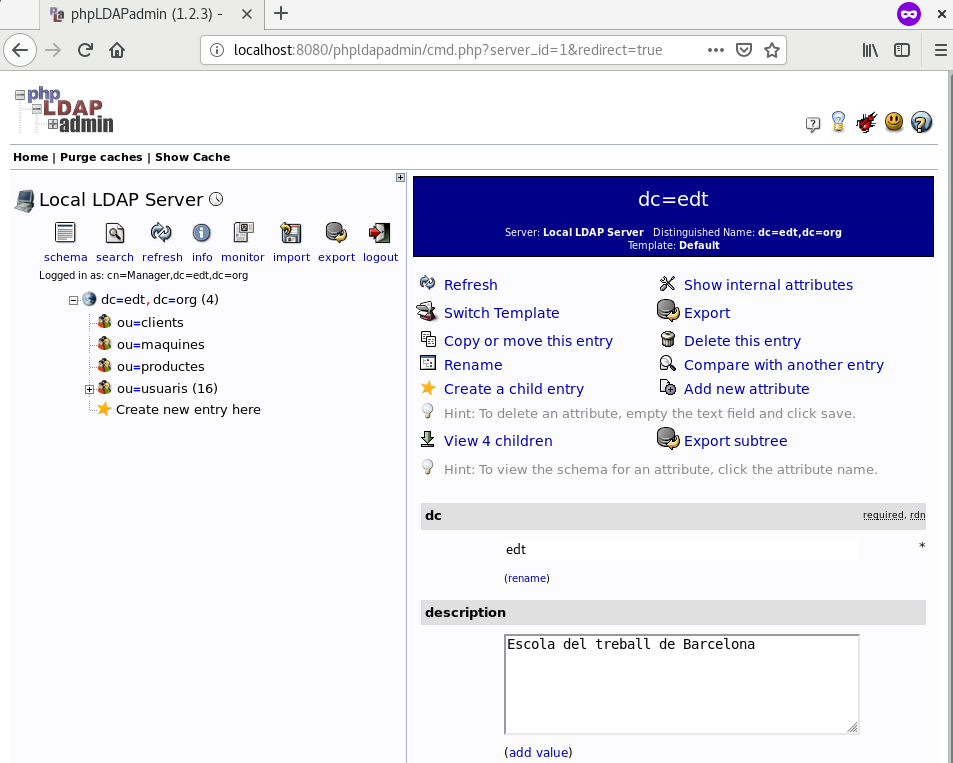 phpLDAPadmin (1.2.3) -
localhost:8080/phpldapadmin/cmd.php?server_id=1&redirect=true
php
LDAP
admin
Home | Purge caches | Show Cache
Local LDAP Server
schema search refresh info monitor import export logout
Logged in as: cn=Manager,dc=edt,dc=org
dc=edt,dc=org (4)
ou=clients
ou=maquines
ou=productes
ou=usuaris (16)
Create new entry here
dc=edt
Server: Local LDAP Server Distinguished Name: dc=edt,dc=org
Template: Default
Refresh Show internal attributes
Switch Template Export
Copy or move this entry Delete this entry
Rename Compare with another entry
Create a child entry Add new attribute
Hint: To delete an attribute, empty the text field and click save.
View 4 children Export subtree
Hint: To view the schema for an attribute, click the attribute name.
dc required, rdn
edt *
(rename)
description
Escola del treball de Barcelona
(add value)